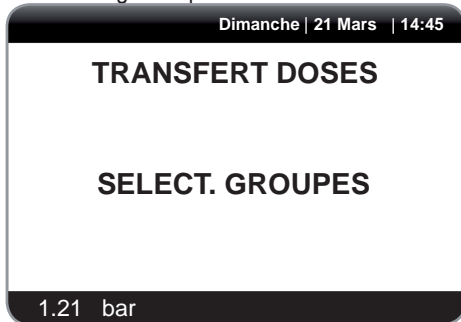 Dimanche | 21 Mars | 14:45
TRANSFERT DOSES
SELECT. GROUPES
1.21 bar